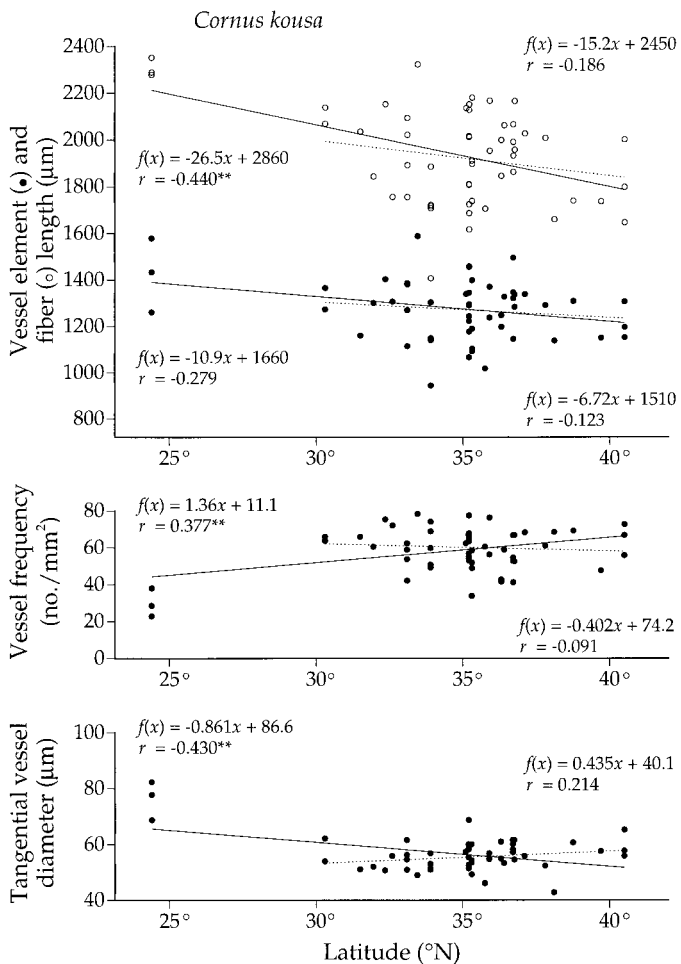 Cornus kousa
Vessel element (●) and
fiber (○) length (µm)
2400
2200
2000
1800
1600
1400
1200
1000
800
f(x) = -15.2x + 2450
r = -0.186
f(x) = -26.5x + 2860
r = -0.440**
f(x) = -10.9x + 1660
r = -0.279
f(x) = -6.72x + 1510
r = -0.123
25° 30° 35° 40°
Vessel frequency
(no./mm²)
80
60
40
20
0
f(x) = 1.36x + 11.1
r = 0.377**
f(x) = -0.402x + 74.2
r = -0.091
25° 30° 35° 40°
Tangential vessel
diameter (µm)
100
80
60
40
f(x) = -0.861x + 86.6
r = -0.430**
f(x) = 0.435x + 40.1
r = 0.214
25° 30° 35° 40°
Latitude (°N)